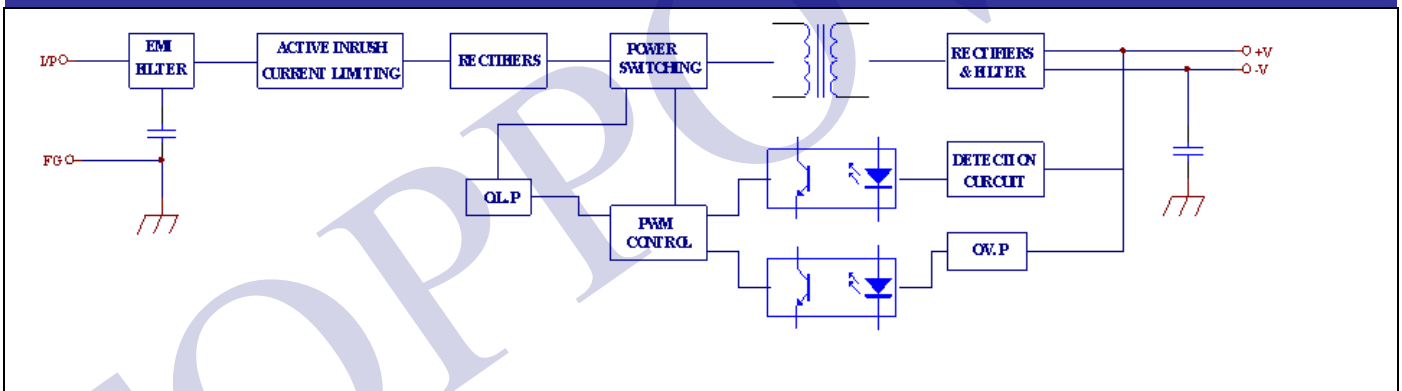 I/P
EMI
FILTER
ACTIVE INRUSH
CURRENT LIMITING
RECTIFIERS
POWER
SWITCHING
RECTIFIERS
& FILTER
+V
-V
FG
O.L.P
PWM
CONTROL
DETECTION
CIRCUIT
O.V.P